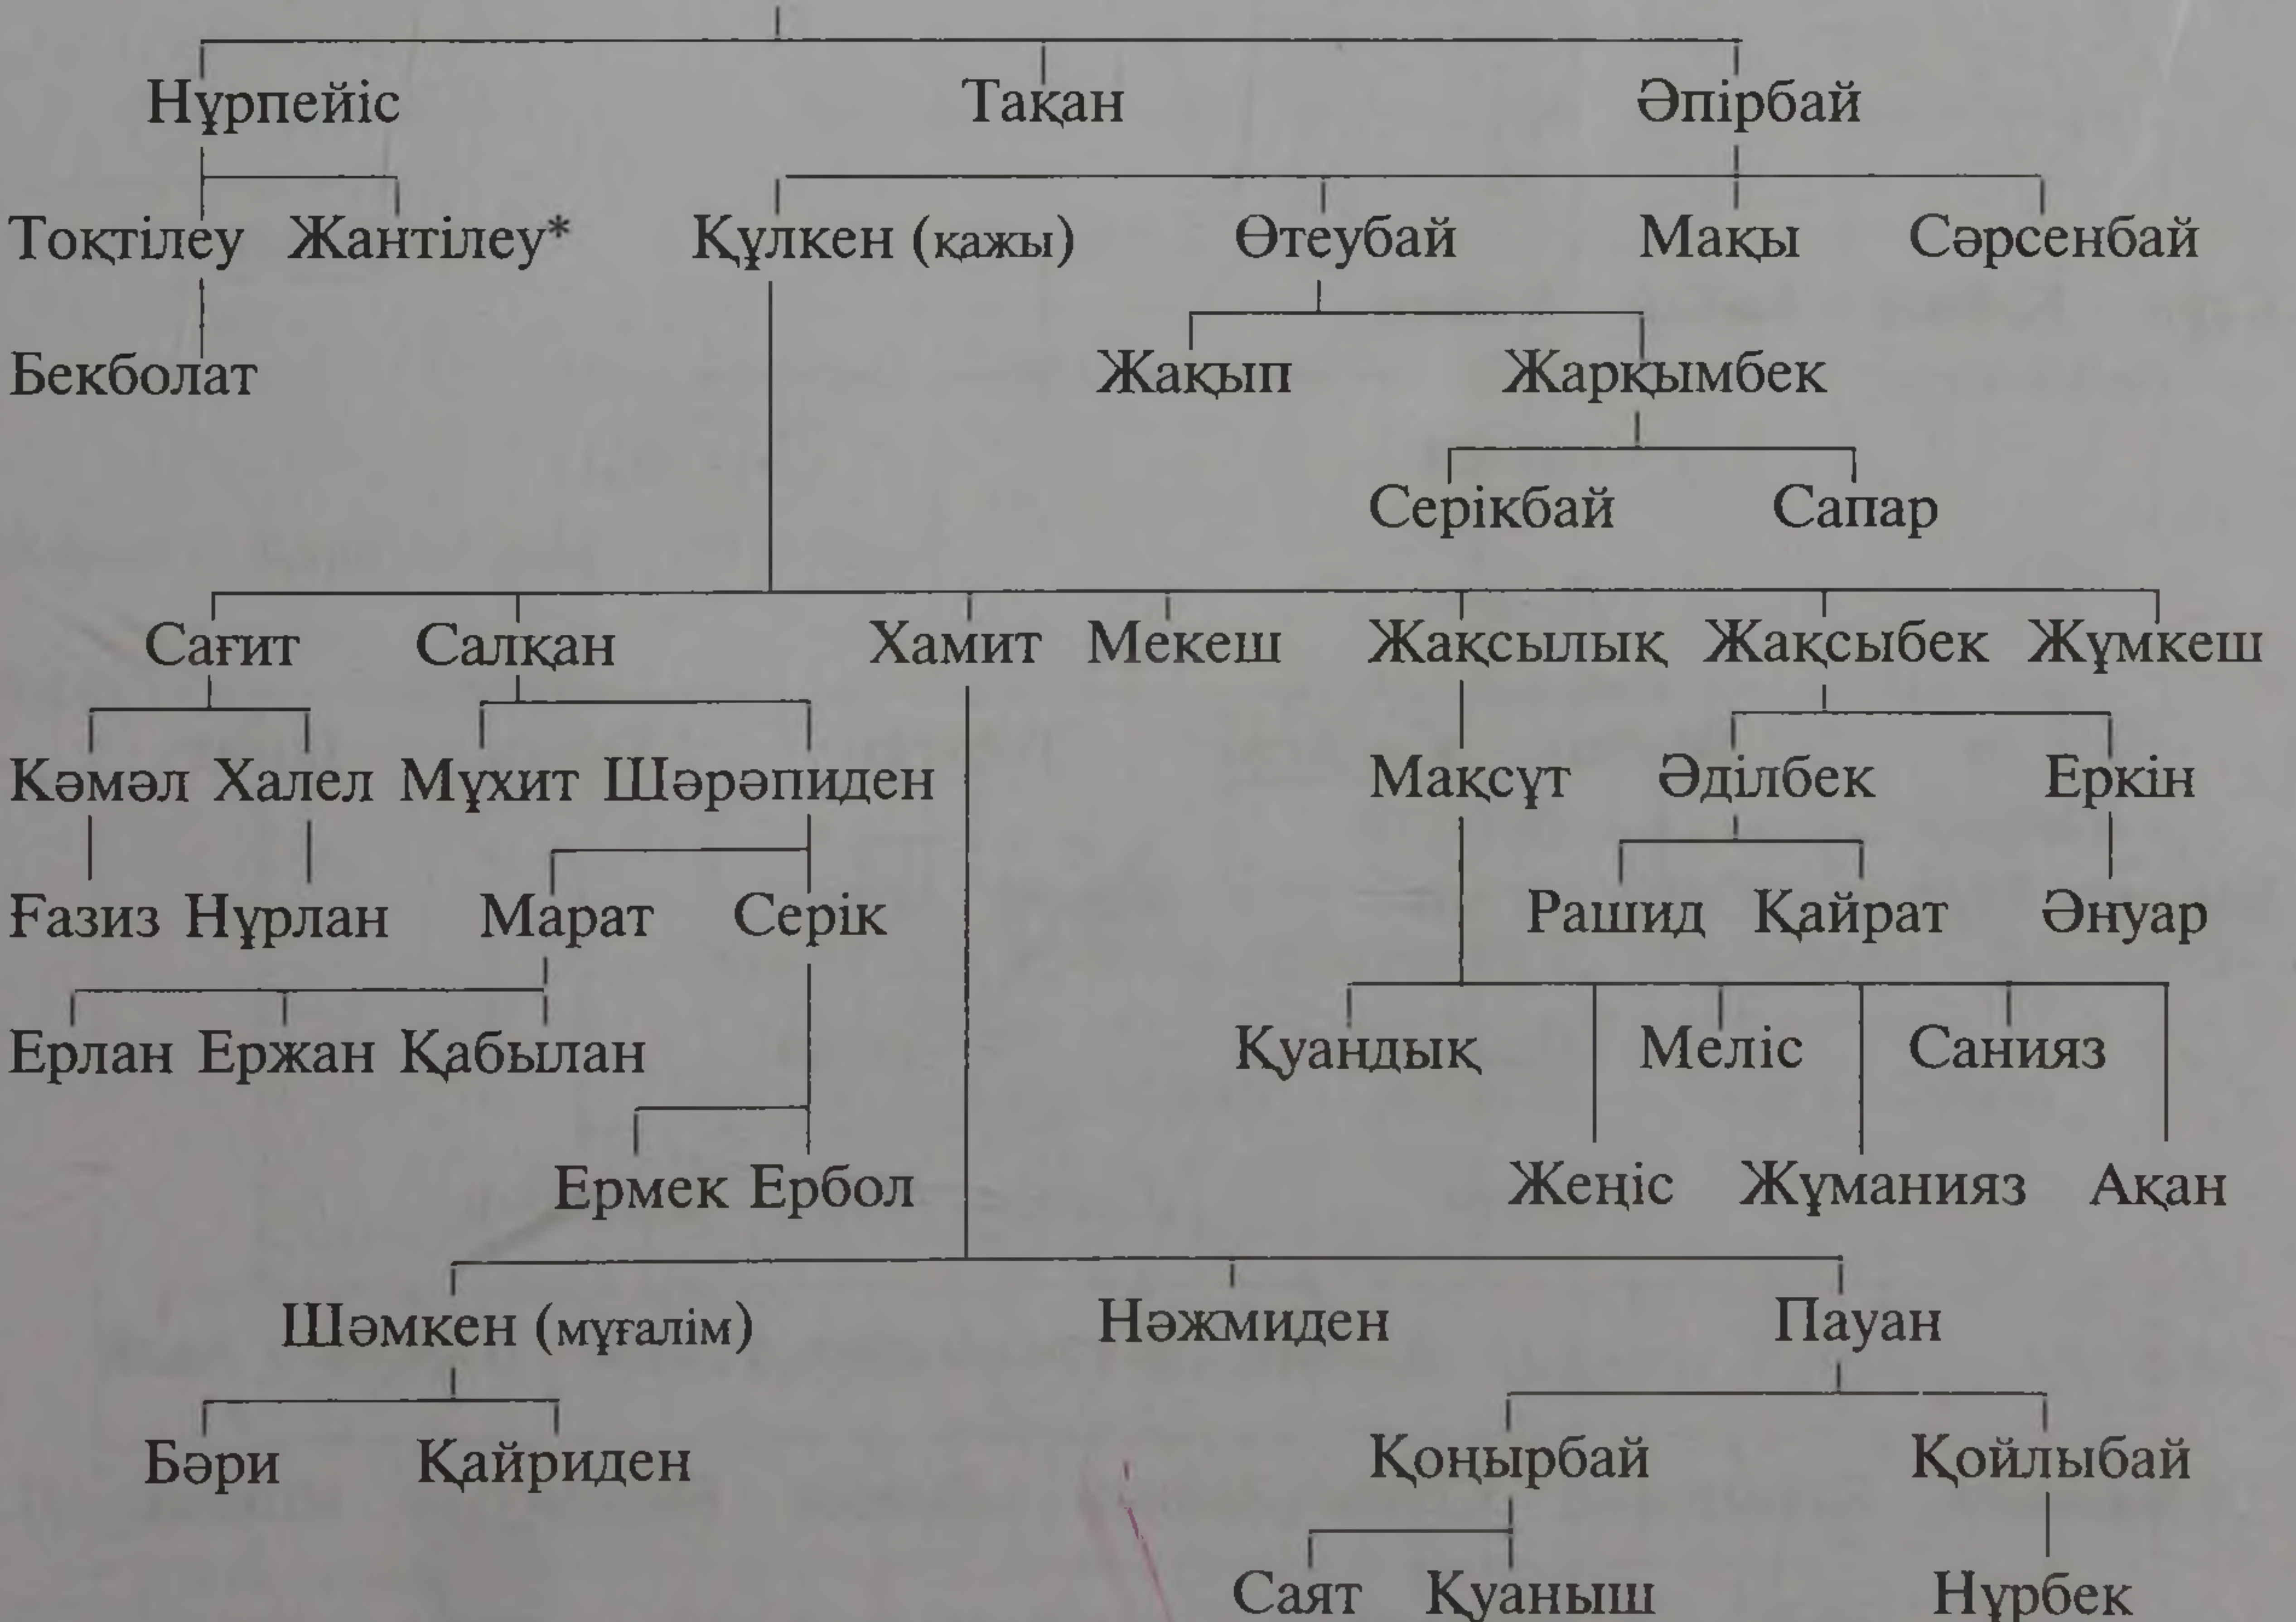 Нұрпейіс Тақан Әпірбай
Тоқтілеу Жантілеу* Құлкен (қажы) Өтеубай Мақы Сәрсенбай
Бекболат Жақып Жарқымбек
Серікбай Сапар
Сағит Салқан Хамит Мекеш Жақсылық Жақсыбек Жұмкеш
Кәмәл Халел Мұхит Шәрәпиден Мақсұт Әділбек Еркін
Ғазиз Нұрлан Марат Серік Рашид Қайрат Әнуар
Ерлан Ержан Қабылан Қуандық Меліс Санияз
Ермек Ербол Жеңіс Жұманияз Ақан
Шәмкен (мұғалім) Нәжмиден Пауан
Бәри Қайриден Қоңырбай Қойлыбай
Саят Қуаныш Нұрбек